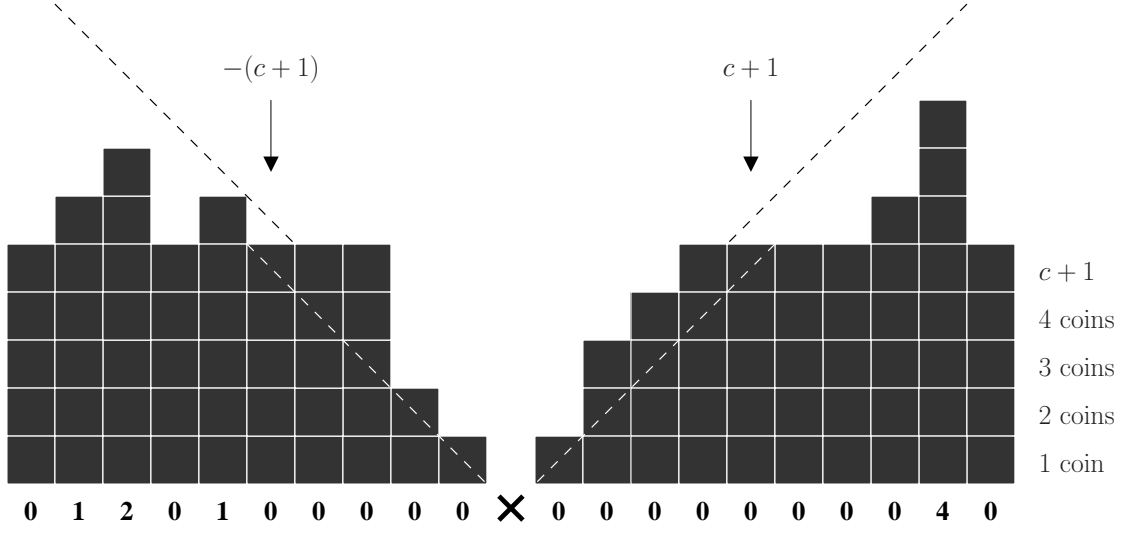 −(c + 1)
c + 1
c + 1
4 coins
3 coins
2 coins
1 coin
0 1 2 0 1 0 0 0 0 0 × 0 0 0 0 0 0 0 0 4 0